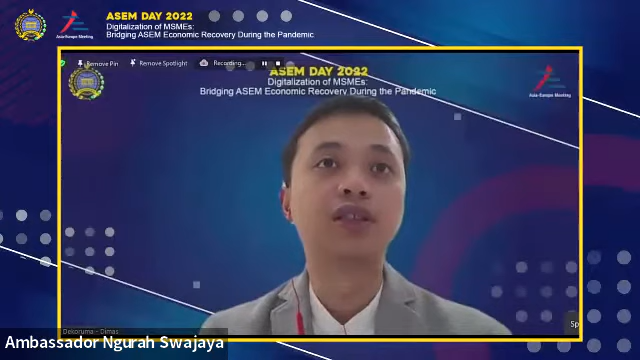 ASEM DAY 2022
Digitalization of MSMEs:
Bridging ASEM Economic Recovery During the Pandemic
Asia-Europe Meeting
Remove Pin
Remove Spotlight
Recording...
ASEM DAY 2022
Digitalization of MSMEs:
Bridging ASEM Economic Recovery During the Pandemic
Asia-Europe Meeting
Dekoruma - Dimas
Sp
Ambassador Ngurah Swajaya